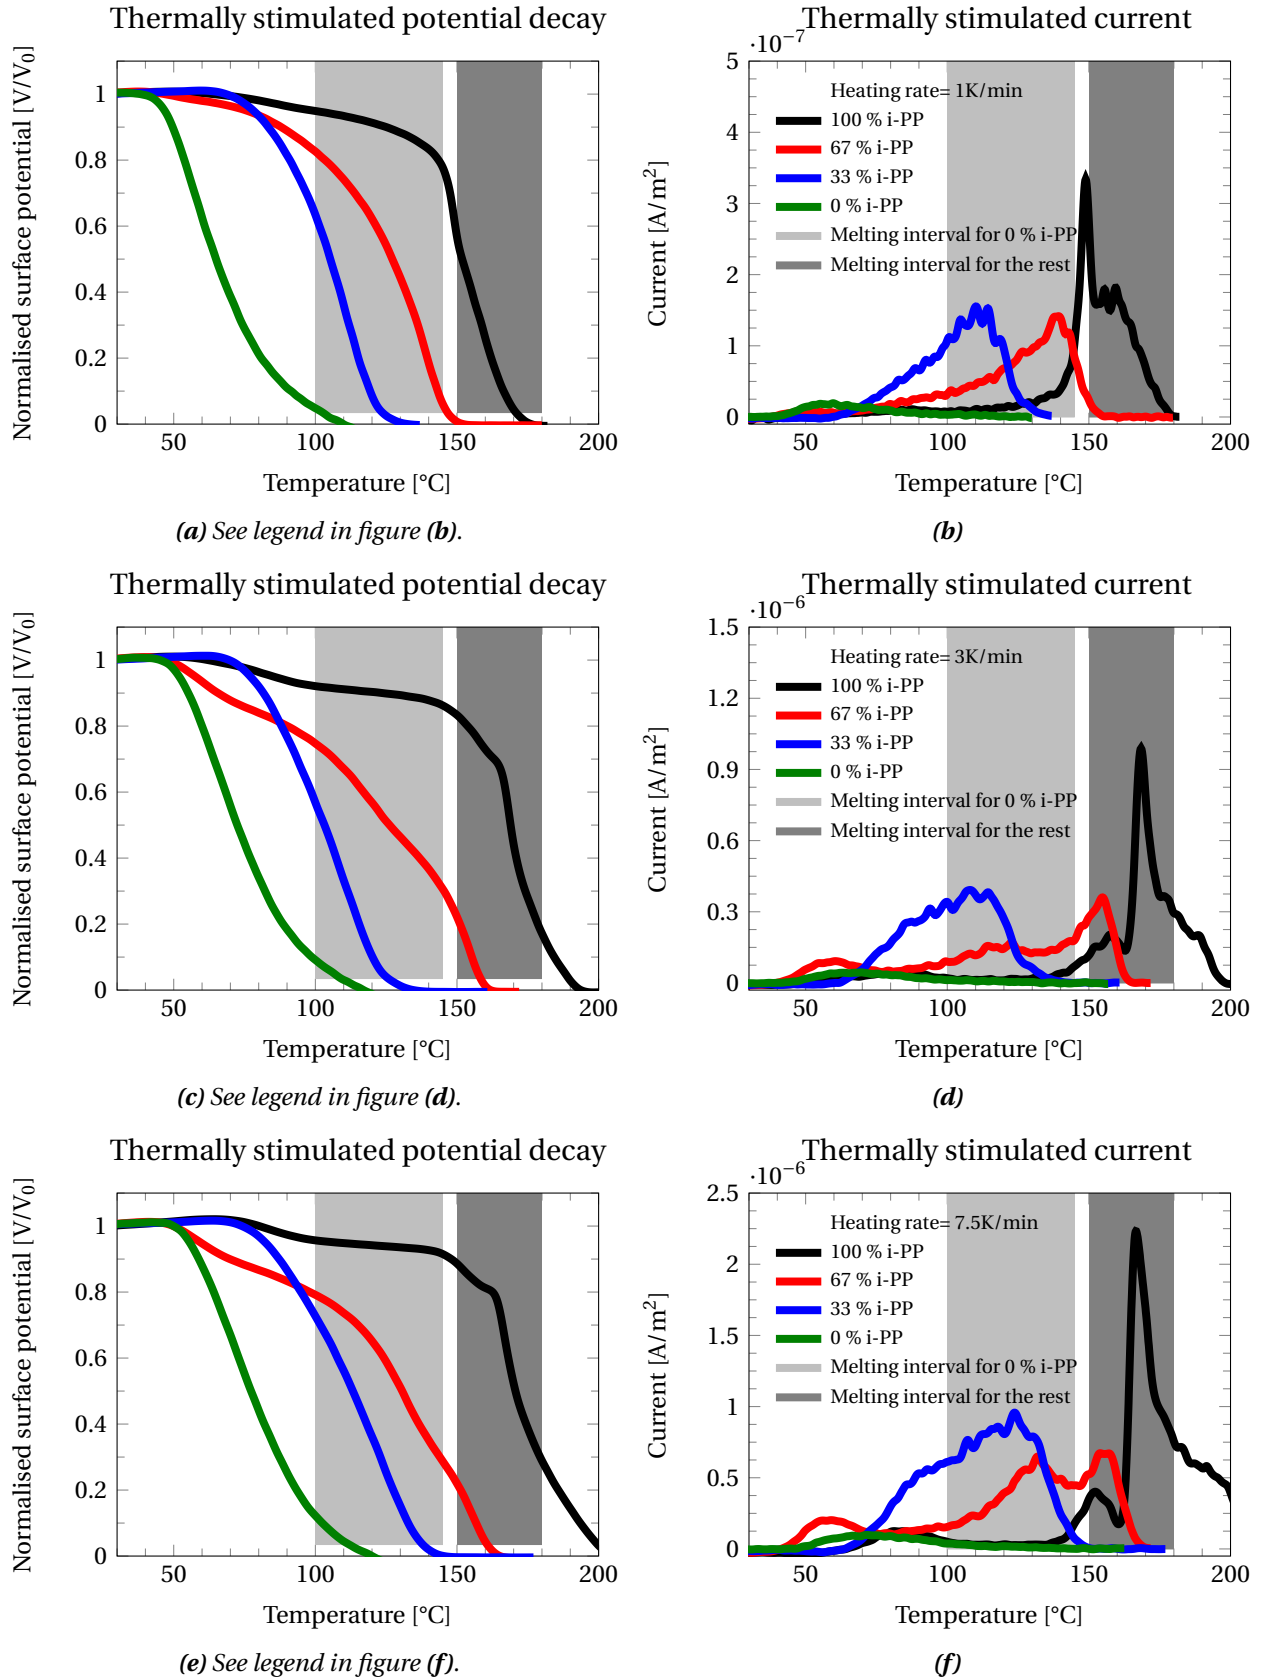 Thermally stimulated potential decay
Normalised surface potential [V/V0]
1
0.8
0.6
0.4
0.2
0
50 100 150 200
Temperature [°C]
(a) See legend in figure (b).
Thermally stimulated current
·10−7
Current [A/m2]
5
4
3
2
1
0
Heating rate= 1K/min
100 % i-PP
67 % i-PP
33 % i-PP
0 % i-PP
Melting interval for 0 % i-PP
Melting interval for the rest
50 100 150 200
Temperature [°C]
(b)
Thermally stimulated potential decay
Normalised surface potential [V/V0]
1
0.8
0.6
0.4
0.2
0
50 100 150 200
Temperature [°C]
(c) See legend in figure (d).
Thermally stimulated current
·10−6
Current [A/m2]
1.5
1.2
0.9
0.6
0.3
0
Heating rate= 3K/min
100 % i-PP
67 % i-PP
33 % i-PP
0 % i-PP
Melting interval for 0 % i-PP
Melting interval for the rest
50 100 150 200
Temperature [°C]
(d)
Thermally stimulated potential decay
Normalised surface potential [V/V0]
1
0.8
0.6
0.4
0.2
0
50 100 150 200
Temperature [°C]
(e) See legend in figure (f).
Thermally stimulated current
·10−6
Current [A/m2]
2.5
2
1.5
1
0.5
0
Heating rate= 7.5K/min
100 % i-PP
67 % i-PP
33 % i-PP
0 % i-PP
Melting interval for 0 % i-PP
Melting interval for the rest
50 100 150 200
Temperature [°C]
(f)